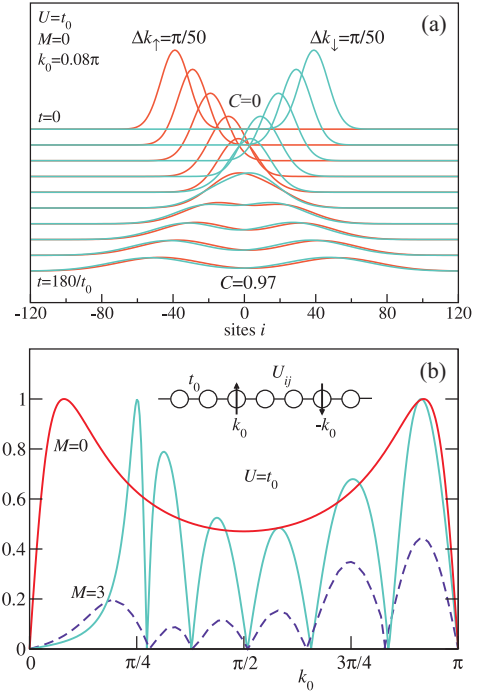 U=t₀
M=0
k₀=0.08π
Δk↑=π/50
Δk↓=π/50
(a)
C=0
t=0
t=180/t₀
C=0.97
-120 -80 -40 0 40 80 120
sites i
(b)
1
0.8
0.6
0.4
0.2
0
t₀
U_ij
k₀
-k₀
M=0
U=t₀
M=3
0 π/4 π/2 3π/4 π
k₀